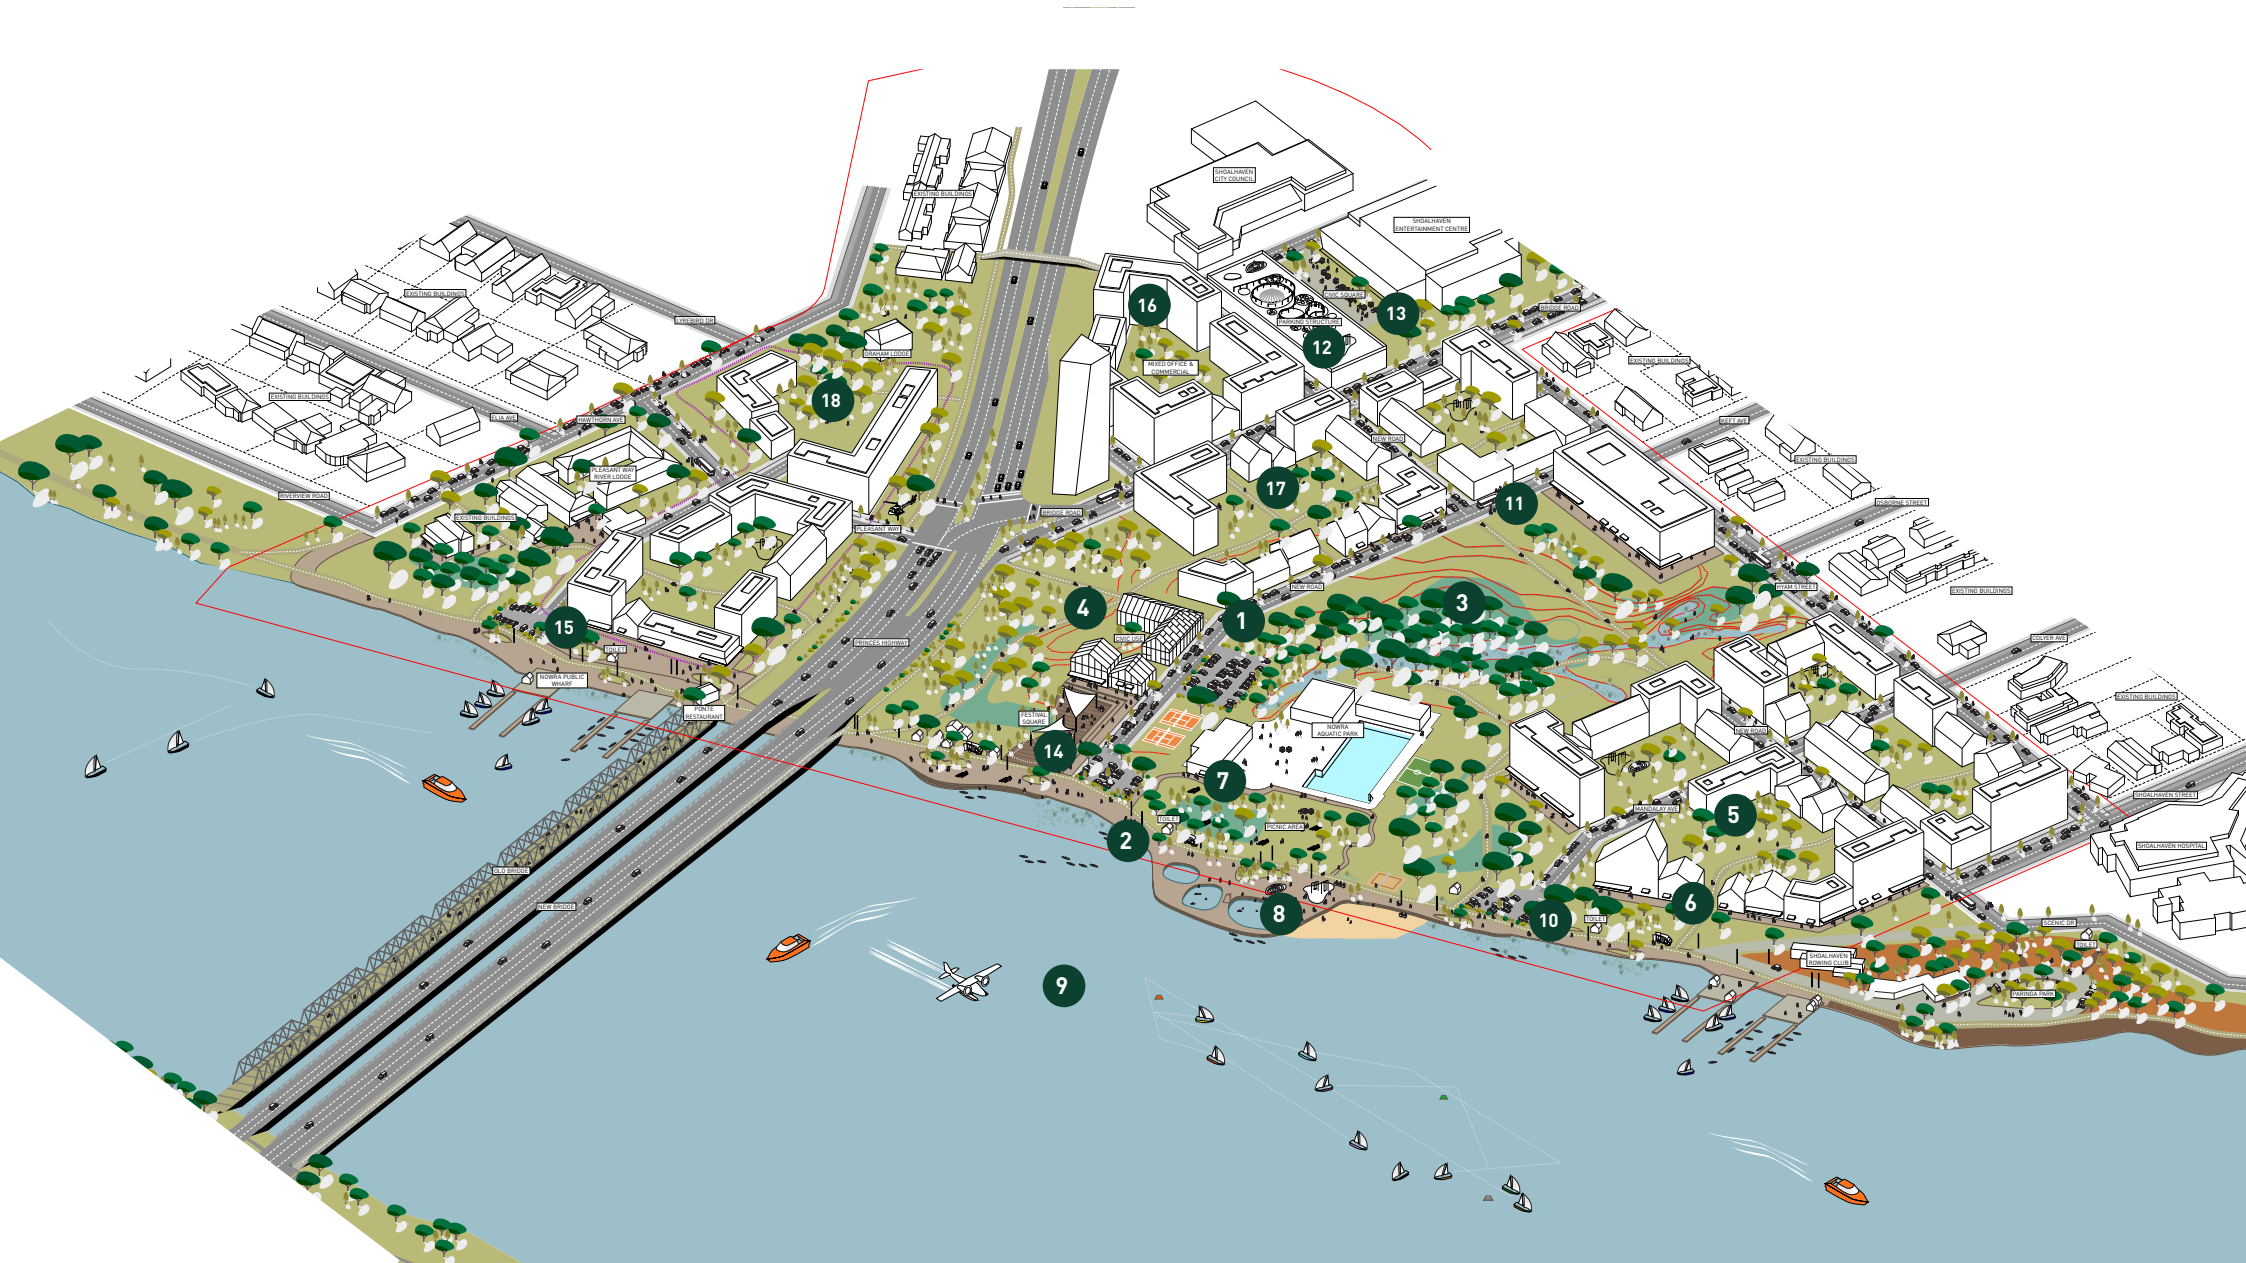 SHOALHAVEN
CITY COUNCIL
EXISTING BUILDINGS
SHOALHAVEN
ENTERTAINMENT CENTRE
EXISTING BUILDINGS
CIVIC SQUARE
16
13
BRIDGE ROAD
LYREBIRD DR
PARKING STRUCTURE
12
GRAHAM LODGE
MIXED OFFICE &
COMMERCIAL
EXISTING BUILDINGS
EXISTING BUILDINGS
18
ELIA AVE
HAWTHORN AVE
KEFT AVE
NEW ROAD
EXISTING BUILDINGS
PLEASANT WAY
RIVER LODGE
17
RIVERVIEW ROAD
11
OSBORNE STREET
BRIDGE ROAD
EXISTING BUILDINGS
PLEASANT WAY
NEW ROAD
HYAM STREET
EXISTING BUILDINGS
4
1
3
15
CIVIC USE
COLYER AVE
PRINCES HIGHWAY
TOILET
NOWRA PUBLIC
WHARF
EXISTING BUILDINGS
PONTE
RESTAURANT
FESTIVAL
SQUARE
NOWRA
AQUATIC PARK
NEW ROAD
14
7
SHOALHAVEN STREET
MANDALAY AVE
5
TOILET
PICNIC AREA
2
SHOALHAVEN HOSPITAL
OLD BRIDGE
NEW BRIDGE
8
10
TOILET
6
SCENIC DR
TOILET
SHOALHAVEN
ROWING CLUB
9
PARINGA PARK